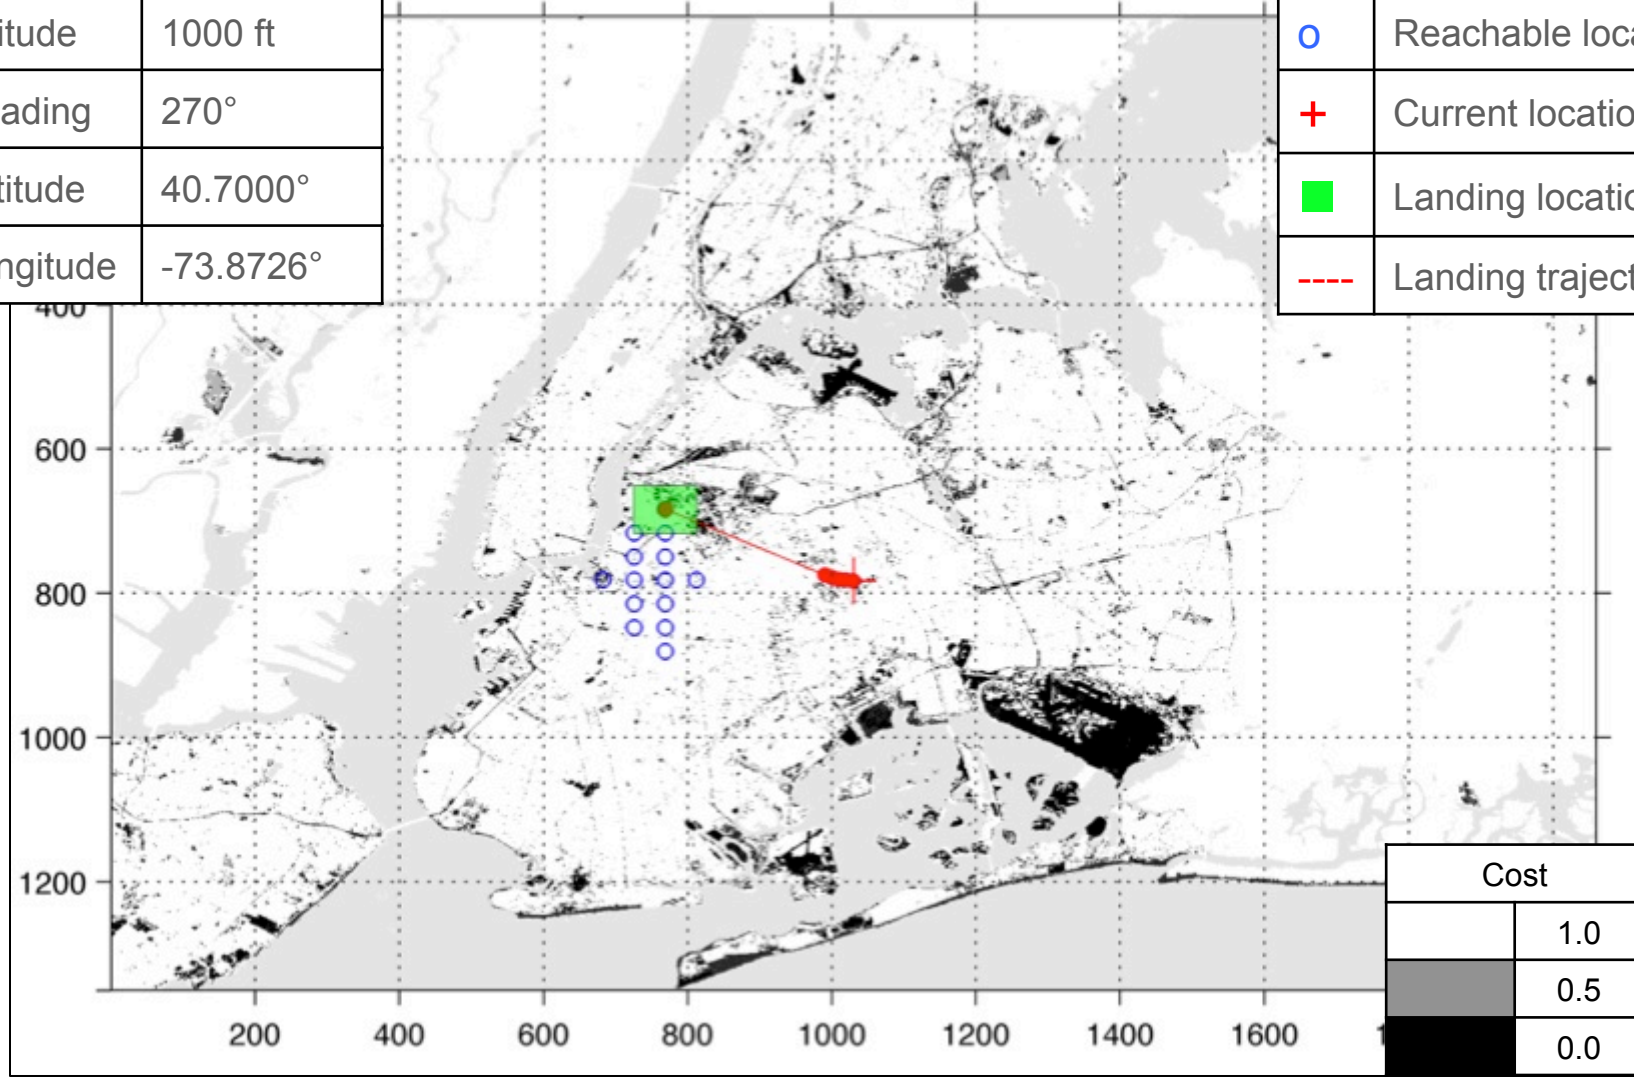 itude 1000 ft
ading 270°
titude 40.7000°
ngitude -73.8726°
o Reachable loca
+ Current locatio
Landing locatio
---- Landing traject
400
600
800
1000
1200
200 400 600 800 1000 1200 1400 1600 1
Cost
1.0
0.5
0.0